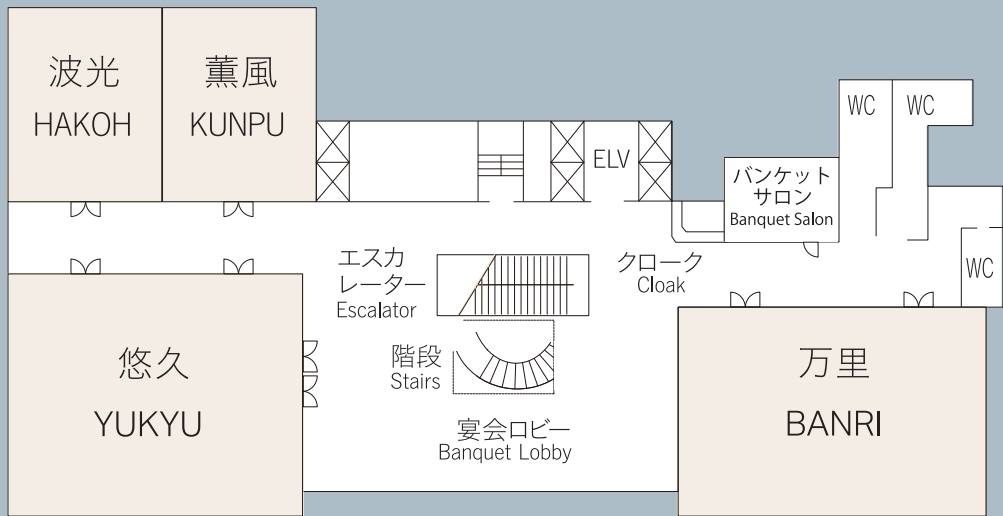 波光
HAKOH
薫風
KUNPU
ELV
WC
WC
バンケット
サロン
Banquet Salon
エスカ
レーター
Escalator
クローク
Cloak
WC
階段
Stairs
悠久
YUKYU
宴会ロビー
Banquet Lobby
万里
BANRI